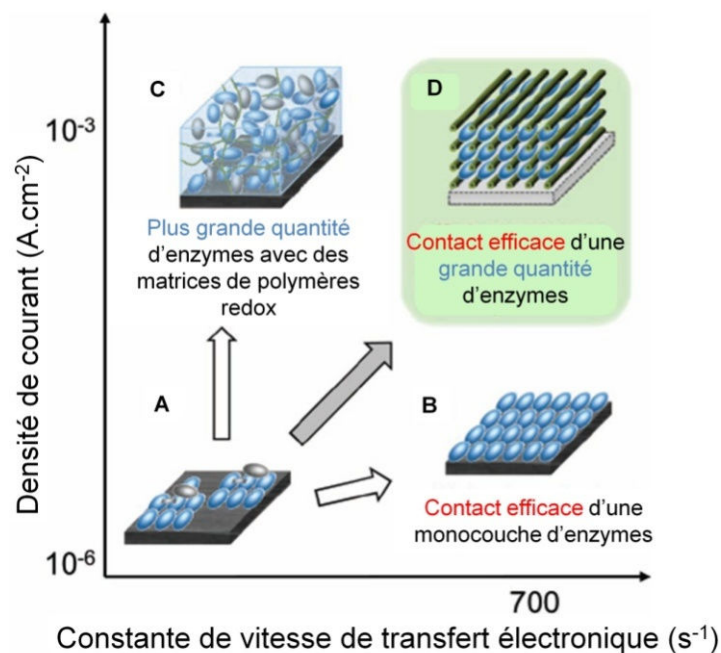 Densité de courant (A.cm-2)
10-3
10-6
C
Plus grande quantité
d’enzymes avec des
matrices de polymères
redox
D
Contact efficace d’une
grande quantité
d’enzymes
A
B
Contact efficace d’une
monocouche d’enzymes
700
Constante de vitesse de transfert électronique (s-1)